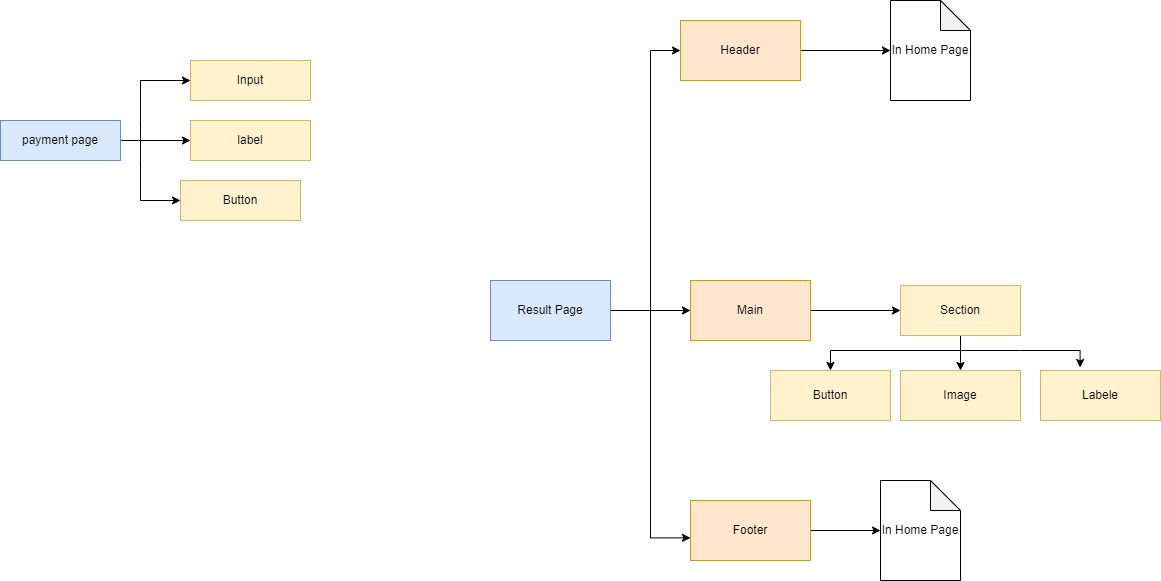 Input
payment page
label
Button
Header
In Home Page
Result Page
Main
Section
Button
Image
Labele
Footer
In Home Page